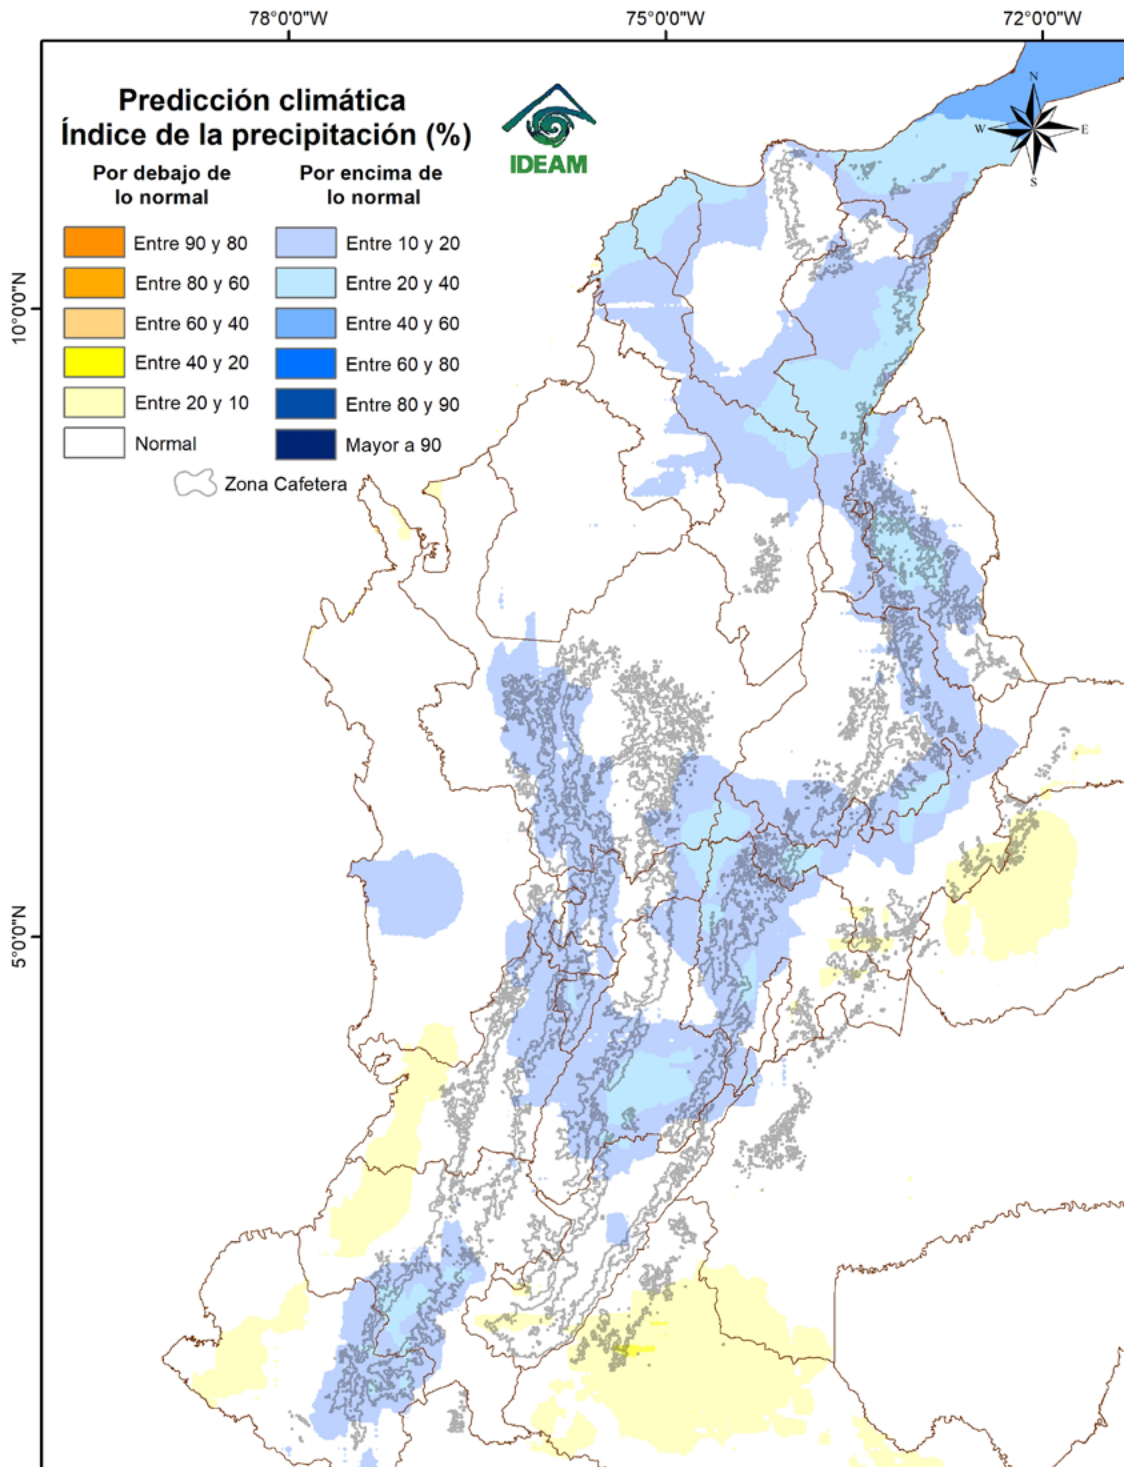 78°0'0"W
75°0'0"W
72°0'0"W
Predicción climática
Índice de la precipitación (%)
IDEAM
Por debajo de
lo normal
Entre 90 y 80
Entre 80 y 60
Entre 60 y 40
Entre 40 y 20
Entre 20 y 10
Normal
Por encima de
lo normal
Entre 10 y 20
Entre 20 y 40
Entre 40 y 60
Entre 60 y 80
Entre 80 y 90
Mayor a 90
Zona Cafetera
N
W
E
S
10°0'0"N
5°0'0"N